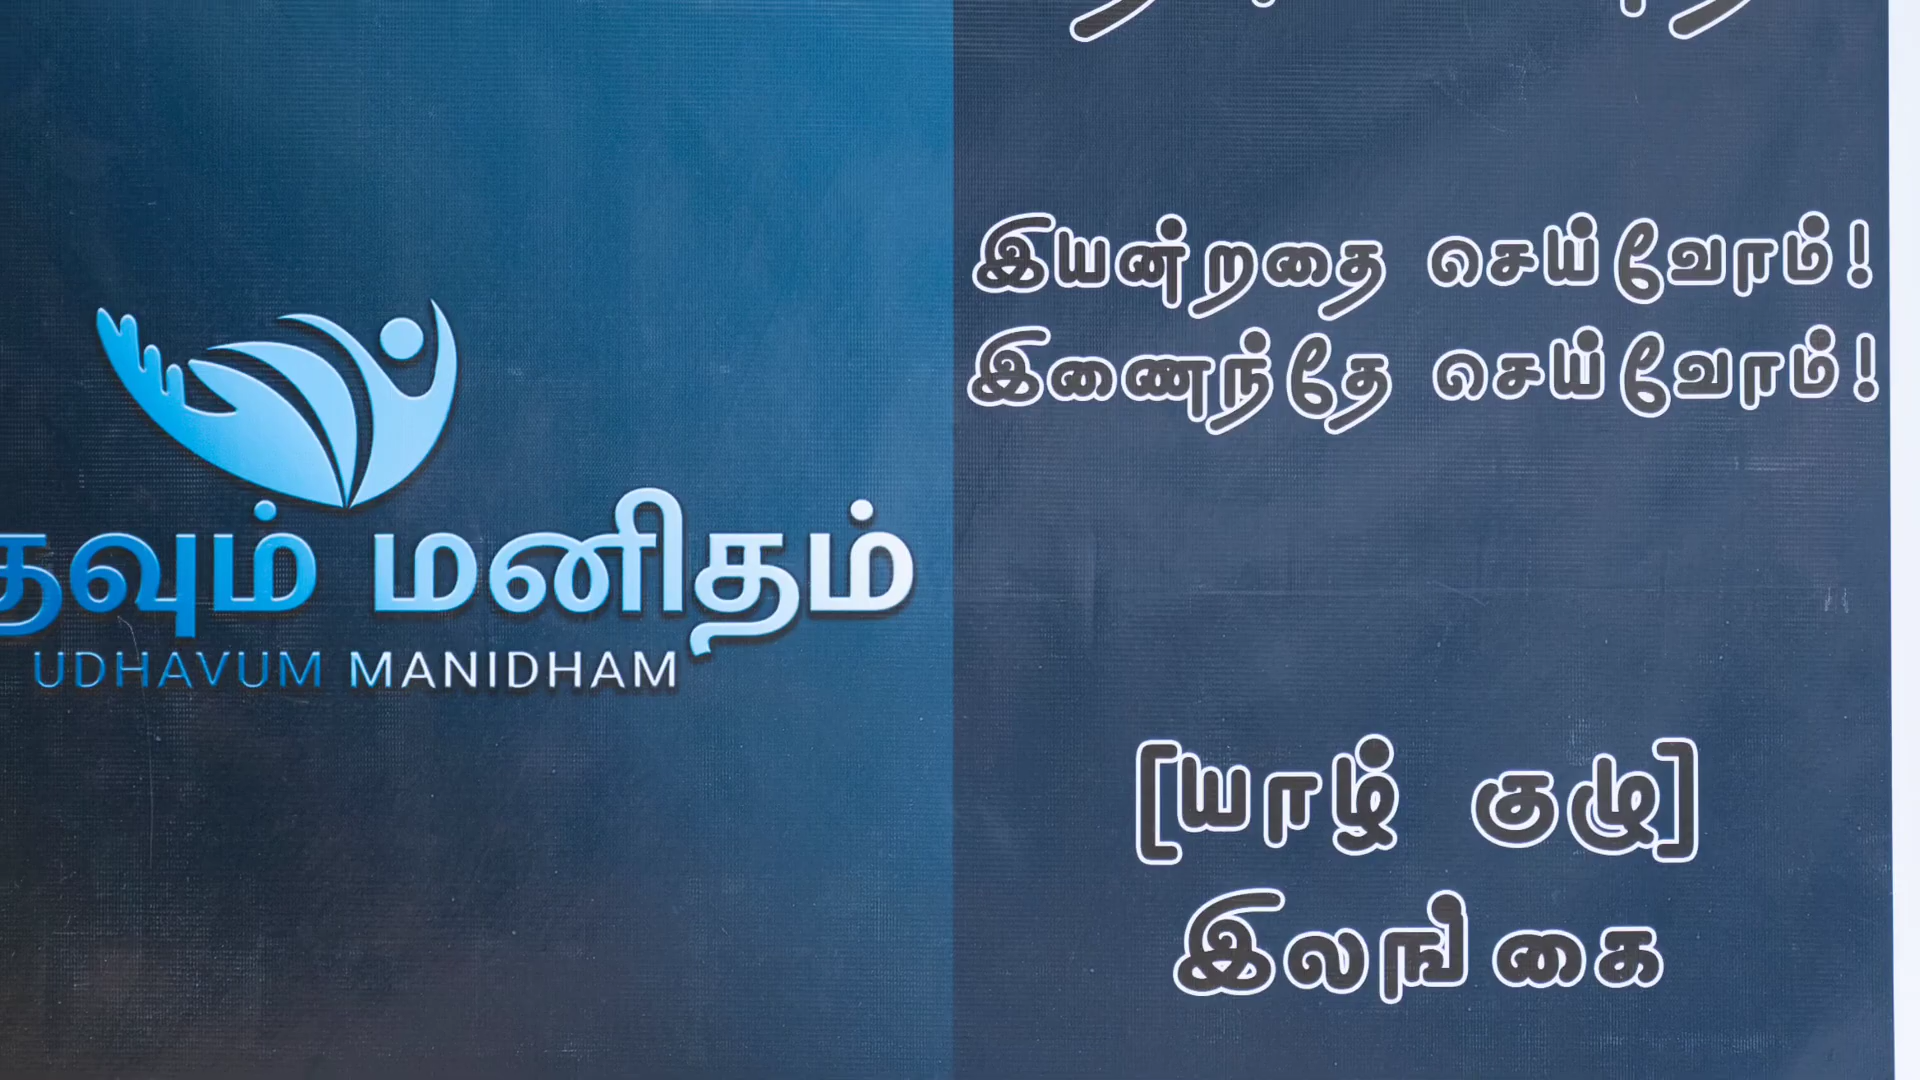 தவும் மனிதம்
UDHAVUM MANIDHAM
இயன்றதை செய்வோம்!
இணைந்தே செய்வோம்!
[யாழ் குழு]
இலங்கை